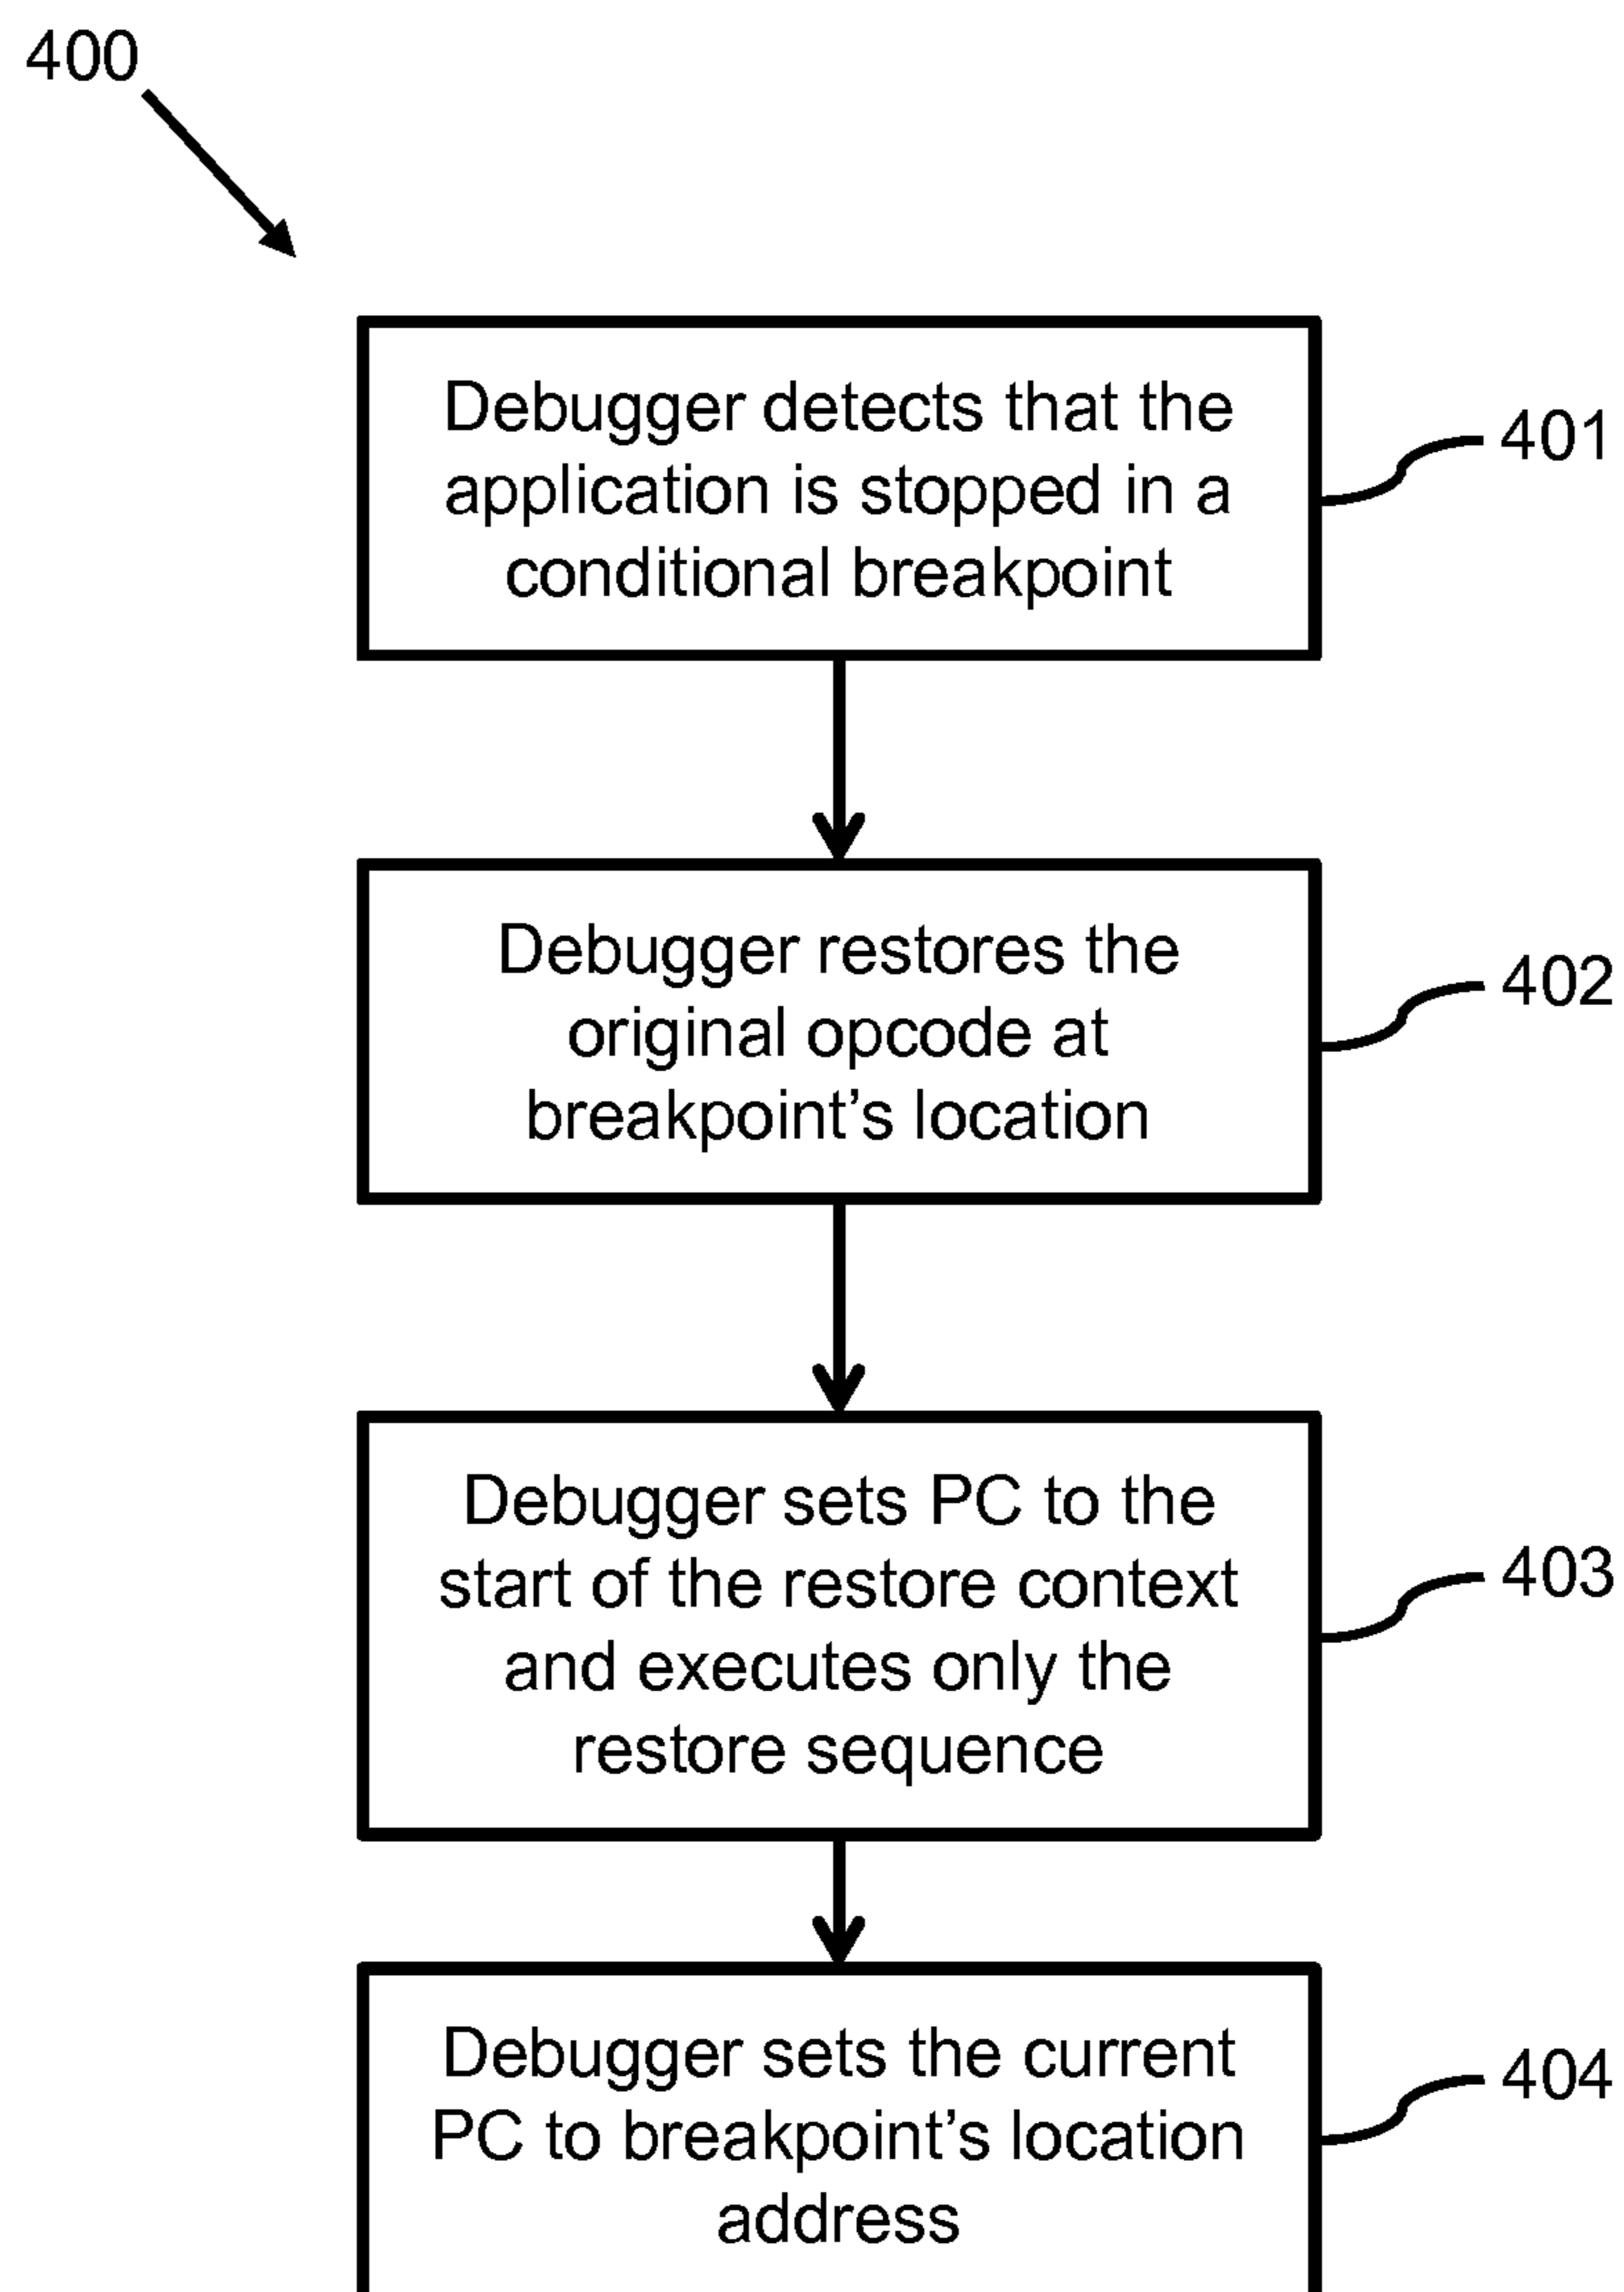 400
Debugger detects that the
application is stopped in a
conditional breakpoint
401
Debugger restores the
original opcode at
breakpoint’s location
402
Debugger sets PC to the
start of the restore context
and executes only the
restore sequence
403
Debugger sets the current
PC to breakpoint’s location
address
404